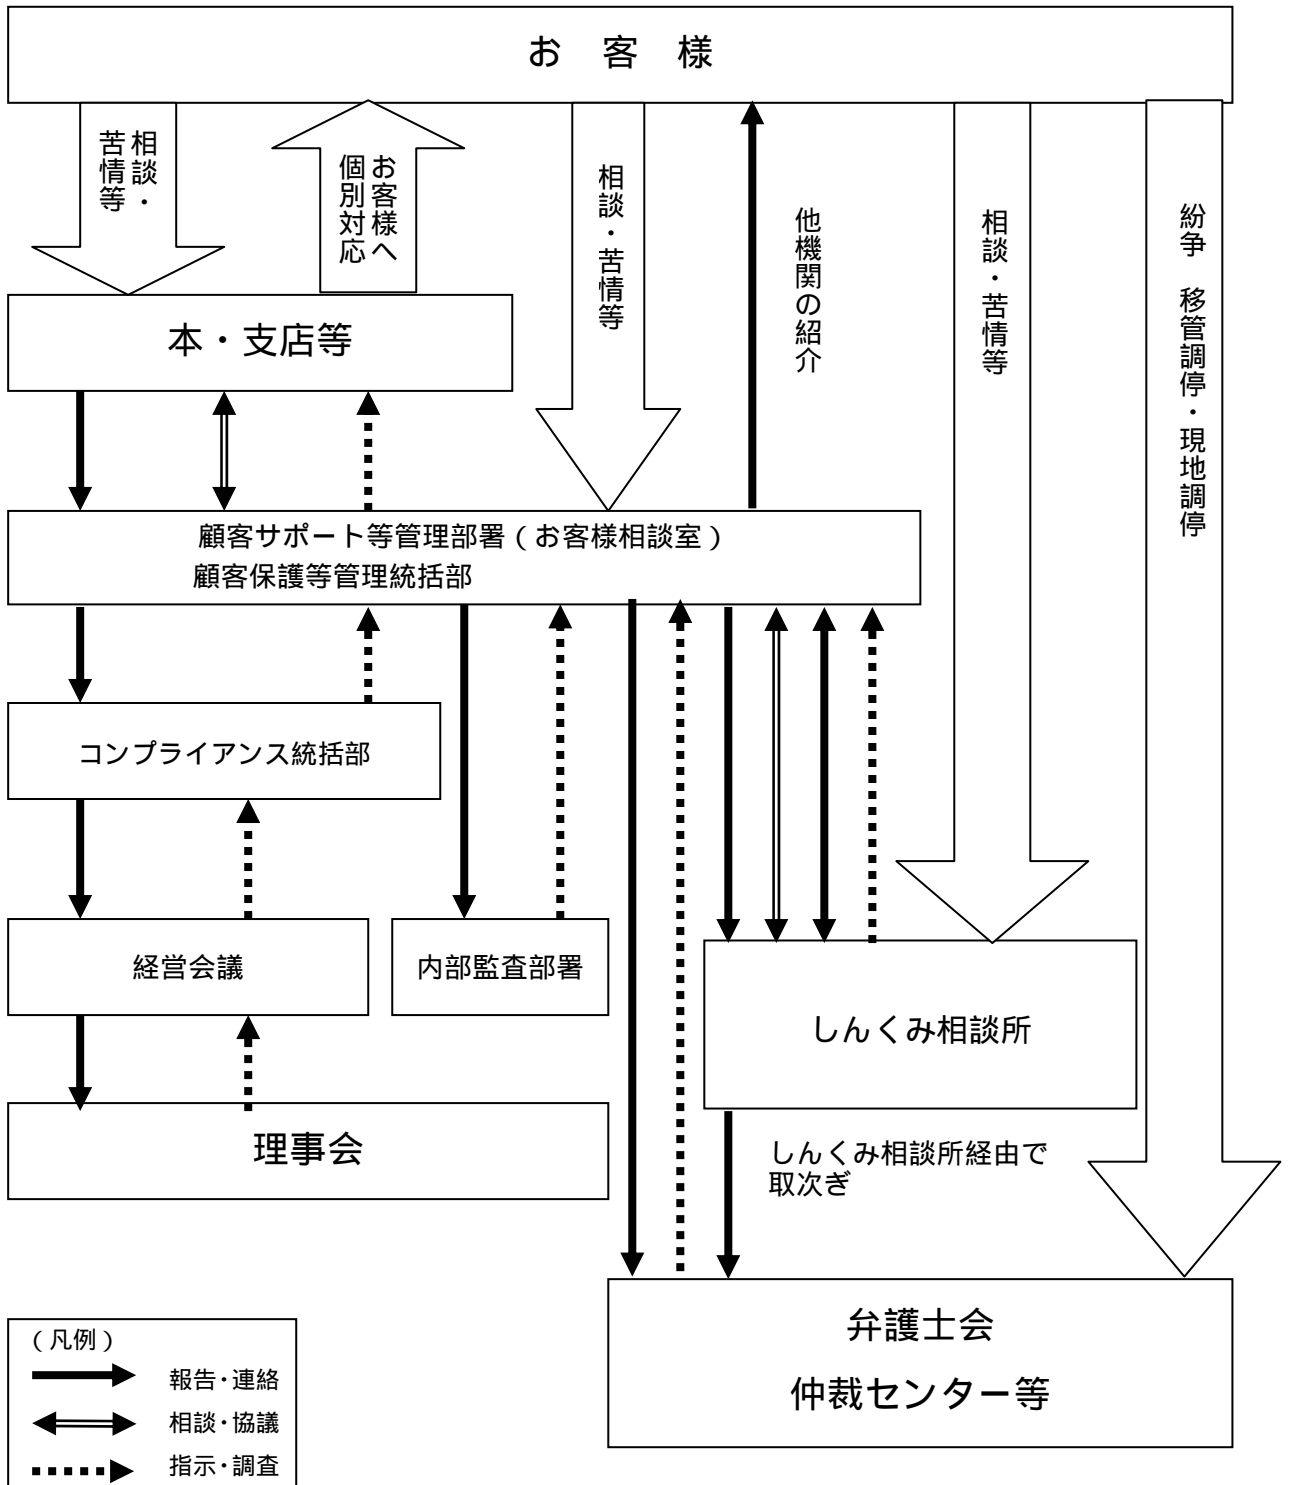 お　客　様
相談・
苦情等
お客様へ
個別対応
相談・苦情等
他機関の紹介
相談・苦情等
紛争　移管調停・現地調停
本・支店等
顧客サポート等管理部署（お客様相談室）
顧客保護等管理統括部
コンプライアンス統括部
経営会議
内部監査部署
しんくみ相談所
理事会
しんくみ相談所経由で
取次ぎ
弁護士会
仲裁センター等
（凡例）
報告・連絡
相談・協議
指示・調査